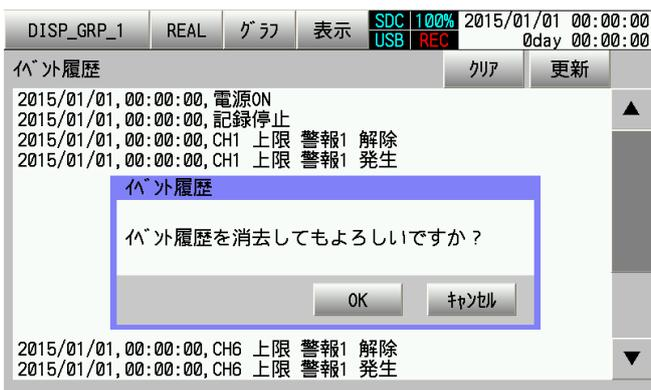 DISP_GRP_1 REAL グラフ 表示 SDC 100% 2015/01/01 00:00:00
USB REC 0day 00:00:00
イベント履歴 クリア 更新
2015/01/01,00:00:00,電源ON
2015/01/01,00:00:00,記録停止
2015/01/01,00:00:00,CH1 上限 警報1 解除
2015/01/01,00:00:00,CH1 上限 警報1 発生
イベント履歴
イベント履歴を消去してもよろしいですか?
OK キャンセル
2015/01/01,00:00:00,CH6 上限 警報1 解除
2015/01/01,00:00:00,CH6 上限 警報1 発生